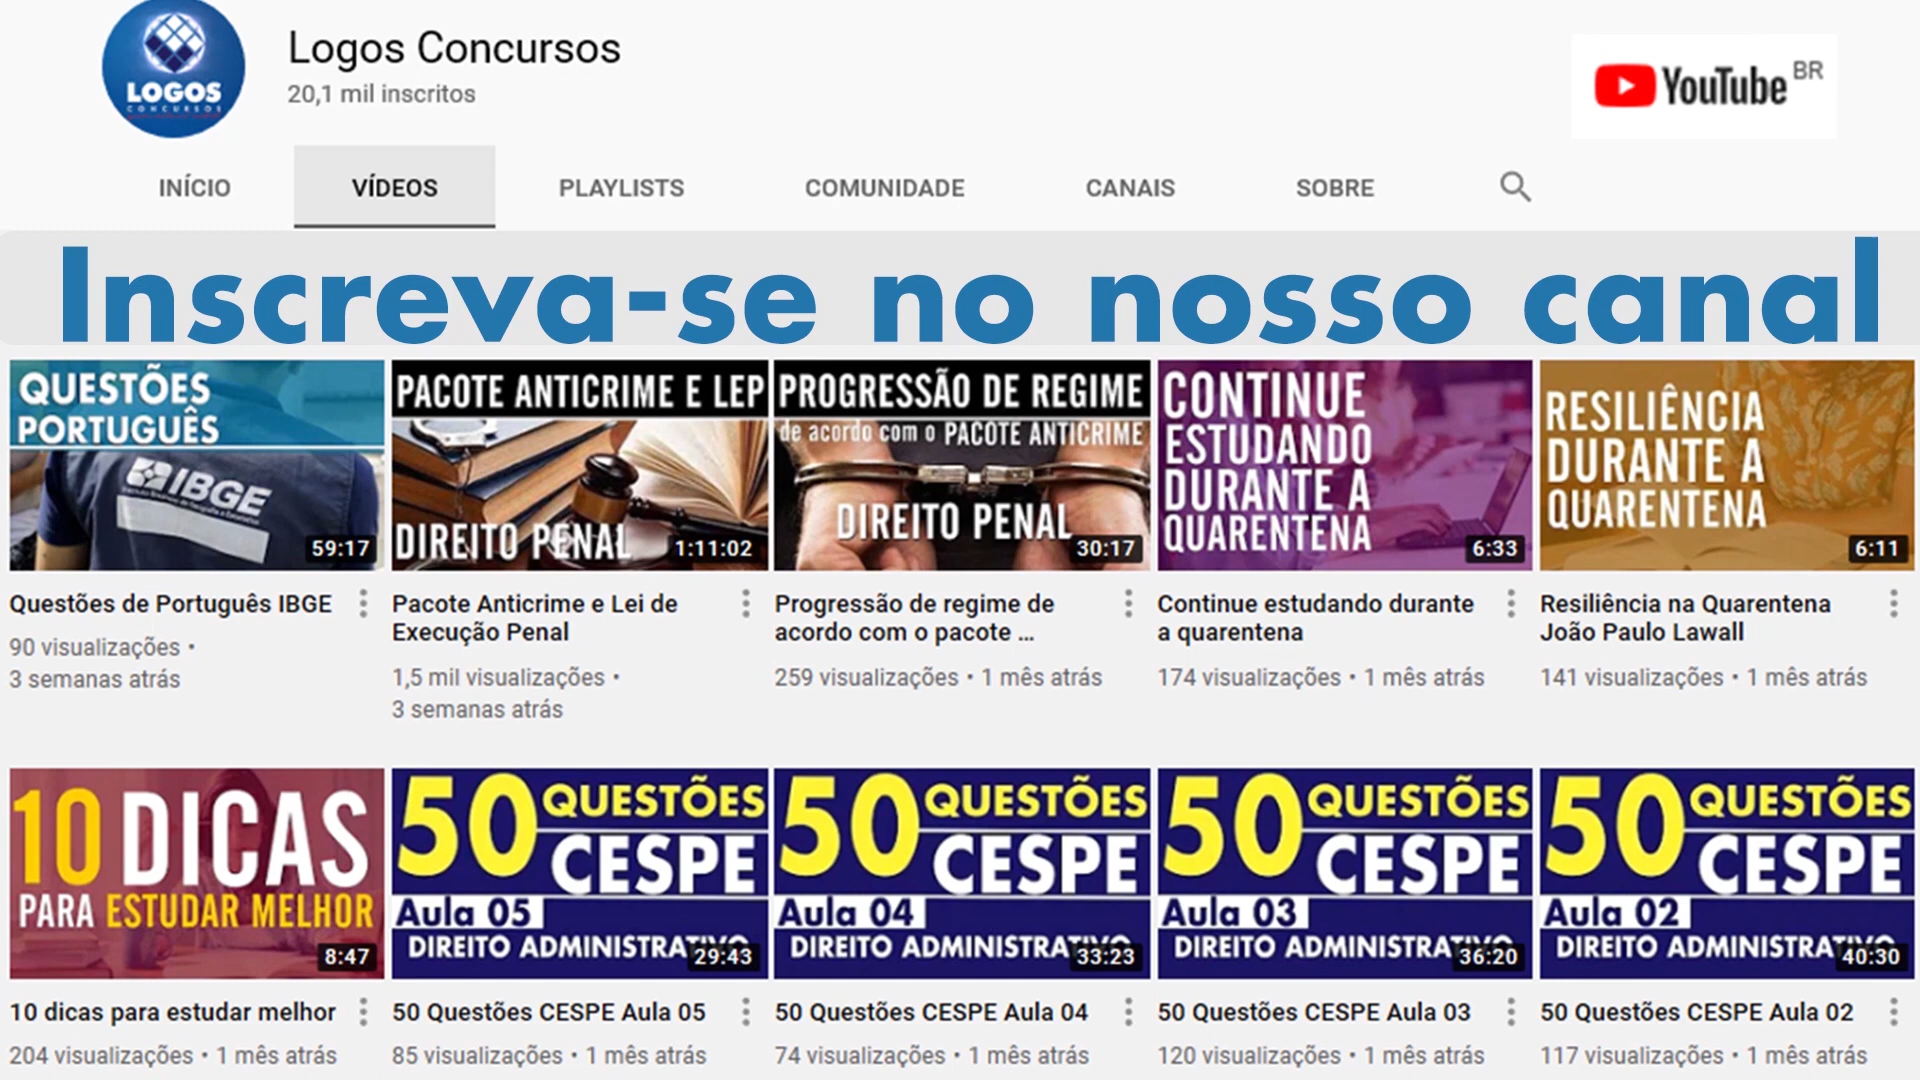 LOGOS
CONCURSOS
Logos Concursos
20,1 mil inscritos
YouTube BR
INÍCIO VÍDEOS PLAYLISTS COMUNIDADE CANAIS SOBRE
Inscreva-se no nosso canal
QUESTÕES
PORTUGUÊS
IBGE
59:17
Questões de Português IBGE
90 visualizações •
3 semanas atrás
PACOTE ANTICRIME E LEP
DIREITO PENAL
1:11:02
Pacote Anticrime e Lei de
Execução Penal
1,5 mil visualizações •
3 semanas atrás
PROGRESSÃO DE REGIME
de acordo com o PACOTE ANTICRIME
DIREITO PENAL
30:17
Progressão de regime de
acordo com o pacote ...
259 visualizações • 1 mês atrás
CONTINUE
ESTUDANDO
DURANTE A
QUARENTENA
6:33
Continue estudando durante
a quarentena
174 visualizações • 1 mês atrás
RESILIÊNCIA
DURANTE A
QUARENTENA
6:11
Resiliência na Quarentena
João Paulo Lawall
141 visualizações • 1 mês atrás
10 DICAS
PARA ESTUDAR MELHOR
8:47
10 dicas para estudar melhor
204 visualizações • 1 mês atrás
50 QUESTÕES
CESPE
Aula 05
DIREITO ADMINISTRATIVO
29:43
50 Questões CESPE Aula 05
85 visualizações • 1 mês atrás
50 QUESTÕES
CESPE
Aula 04
DIREITO ADMINISTRATIVO
33:23
50 Questões CESPE Aula 04
74 visualizações • 1 mês atrás
50 QUESTÕES
CESPE
Aula 03
DIREITO ADMINISTRATIVO
36:20
50 Questões CESPE Aula 03
120 visualizações • 1 mês atrás
50 QUESTÕES
CESPE
Aula 02
DIREITO ADMINISTRATIVO
40:30
50 Questões CESPE Aula 02
117 visualizações • 1 mês atrás